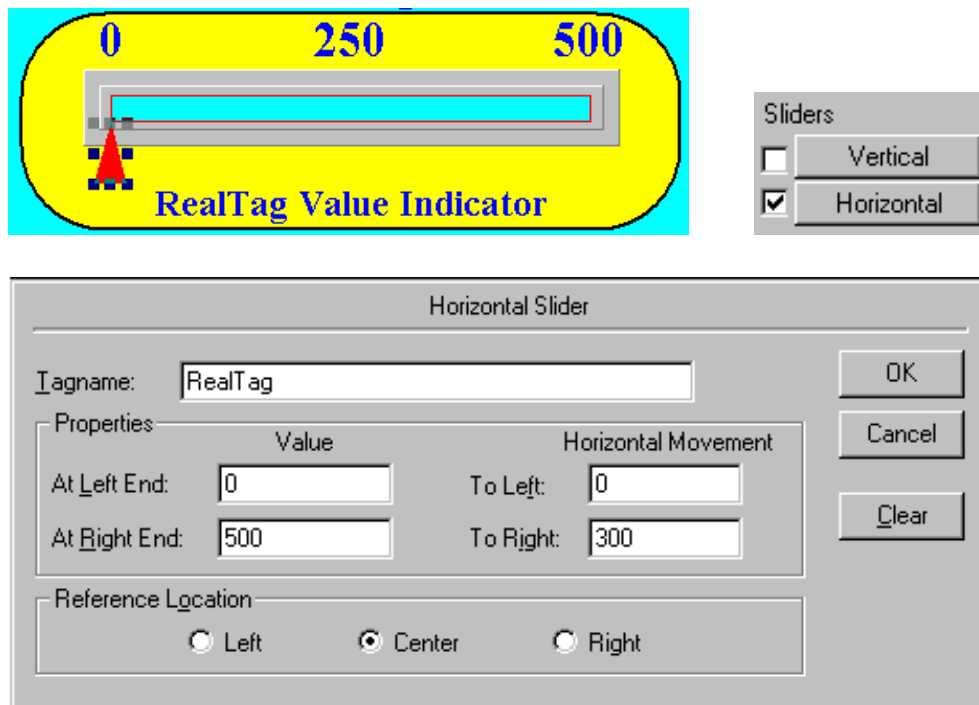 0 250 500
RealTag Value Indicator
Sliders
Vertical
Horizontal
Horizontal Slider
Tagname: RealTag
OK
Properties
Cancel
Value Horizontal Movement
At Left End: 0 To Left: 0
Clear
At Right End: 500 To Right: 300
Reference Location
Left Center Right